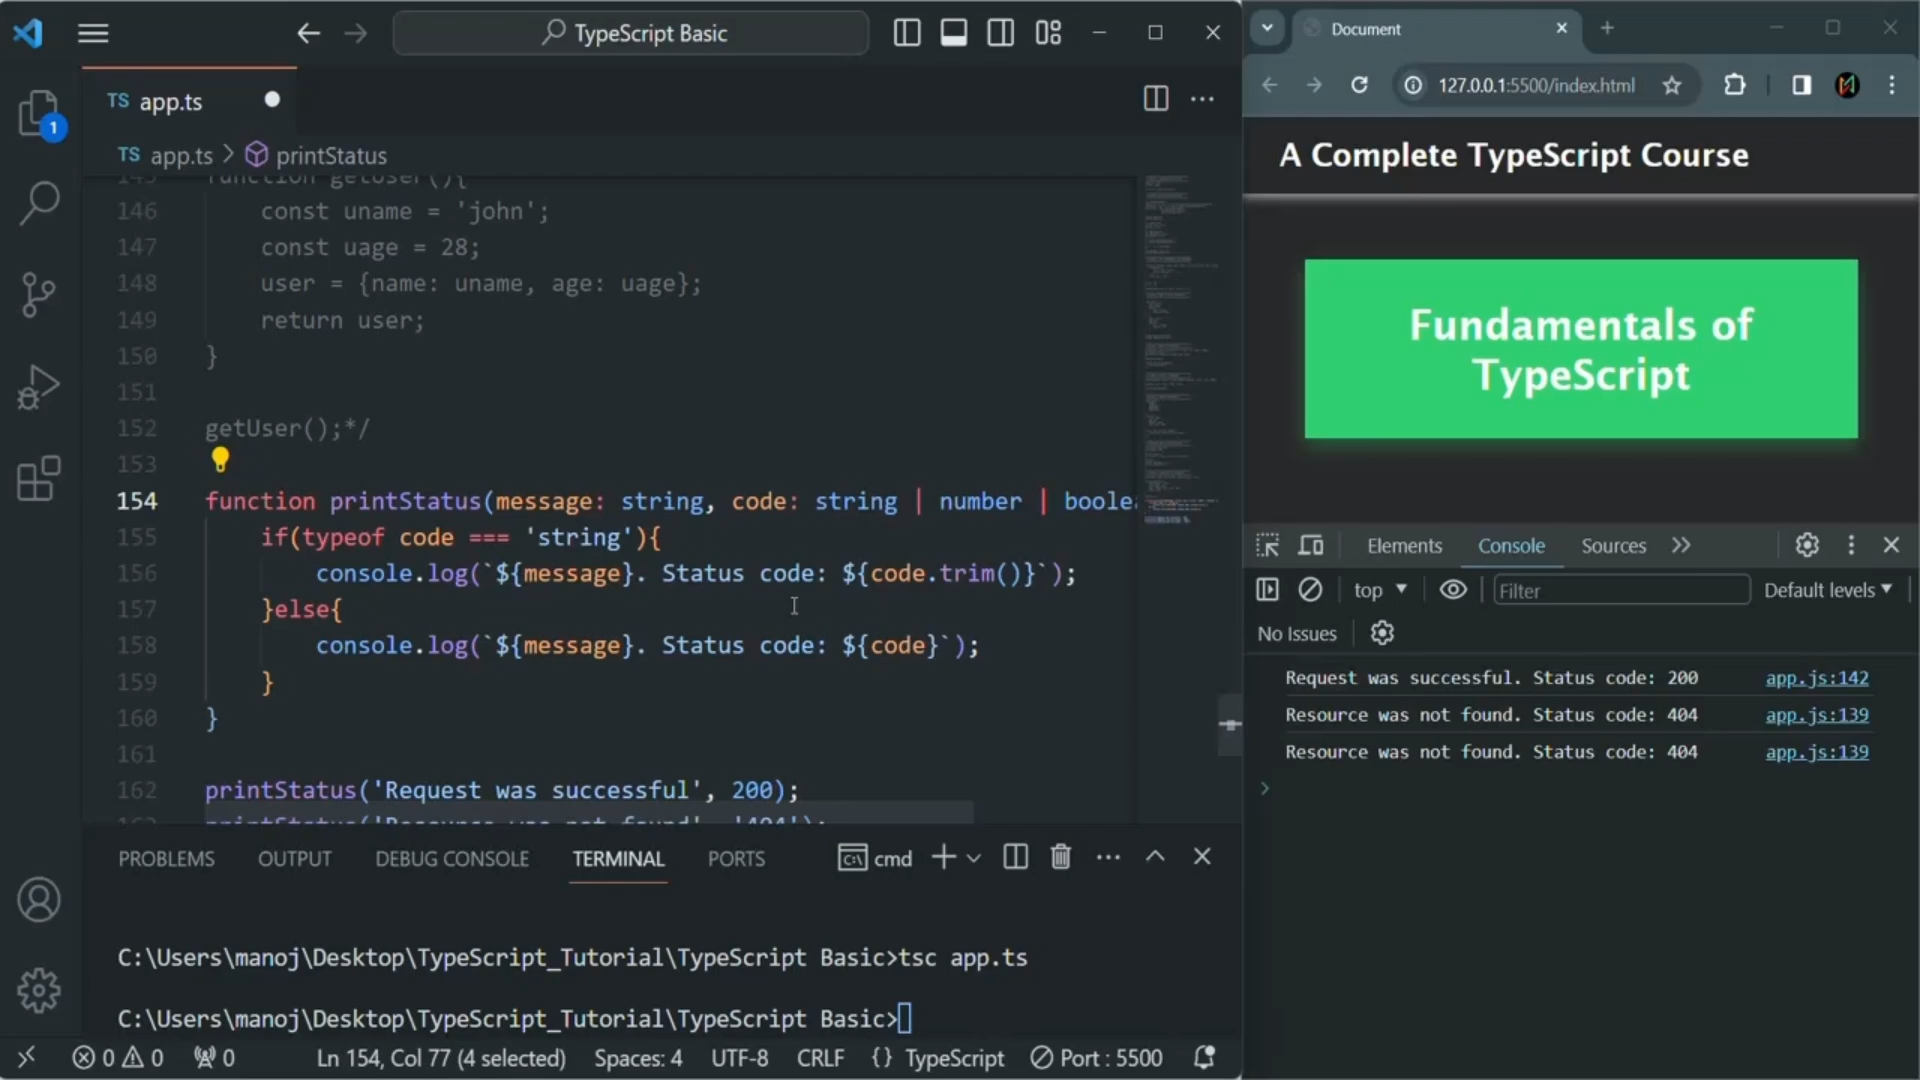 TypeScript Basic
TS app.ts
TS app.ts > printStatus
146 const uname = 'john';
147 const uage = 28;
148 user = {name: uname, age: uage};
149 return user;
150 }
151
152 getUser();*/
153
154 function printStatus(message: string, code: string | number | boolea
155 if(typeof code === 'string'){
156 console.log(`${message}. Status code: ${code.trim()}`);
157 }else{
158 console.log(`${message}. Status code: ${code}`);
159 }
160 }
161
162 printStatus('Request was successful', 200);
1
PROBLEMS OUTPUT DEBUG CONSOLE TERMINAL PORTS cmd
C:\Users\manoj\Desktop\TypeScript_Tutorial\TypeScript Basic>tsc app.ts
C:\Users\manoj\Desktop\TypeScript_Tutorial\TypeScript Basic>
0 0 0 Ln 154, Col 77 (4 selected) Spaces: 4 UTF-8 CRLF {} TypeScript Port : 5500
Document
127.0.0.1:5500/index.html
A Complete TypeScript Course
Fundamentals of
TypeScript
Elements Console Sources
top Filter Default levels
No Issues
Request was successful. Status code: 200 app.js:142
Resource was not found. Status code: 404 app.js:139
Resource was not found. Status code: 404 app.js:139